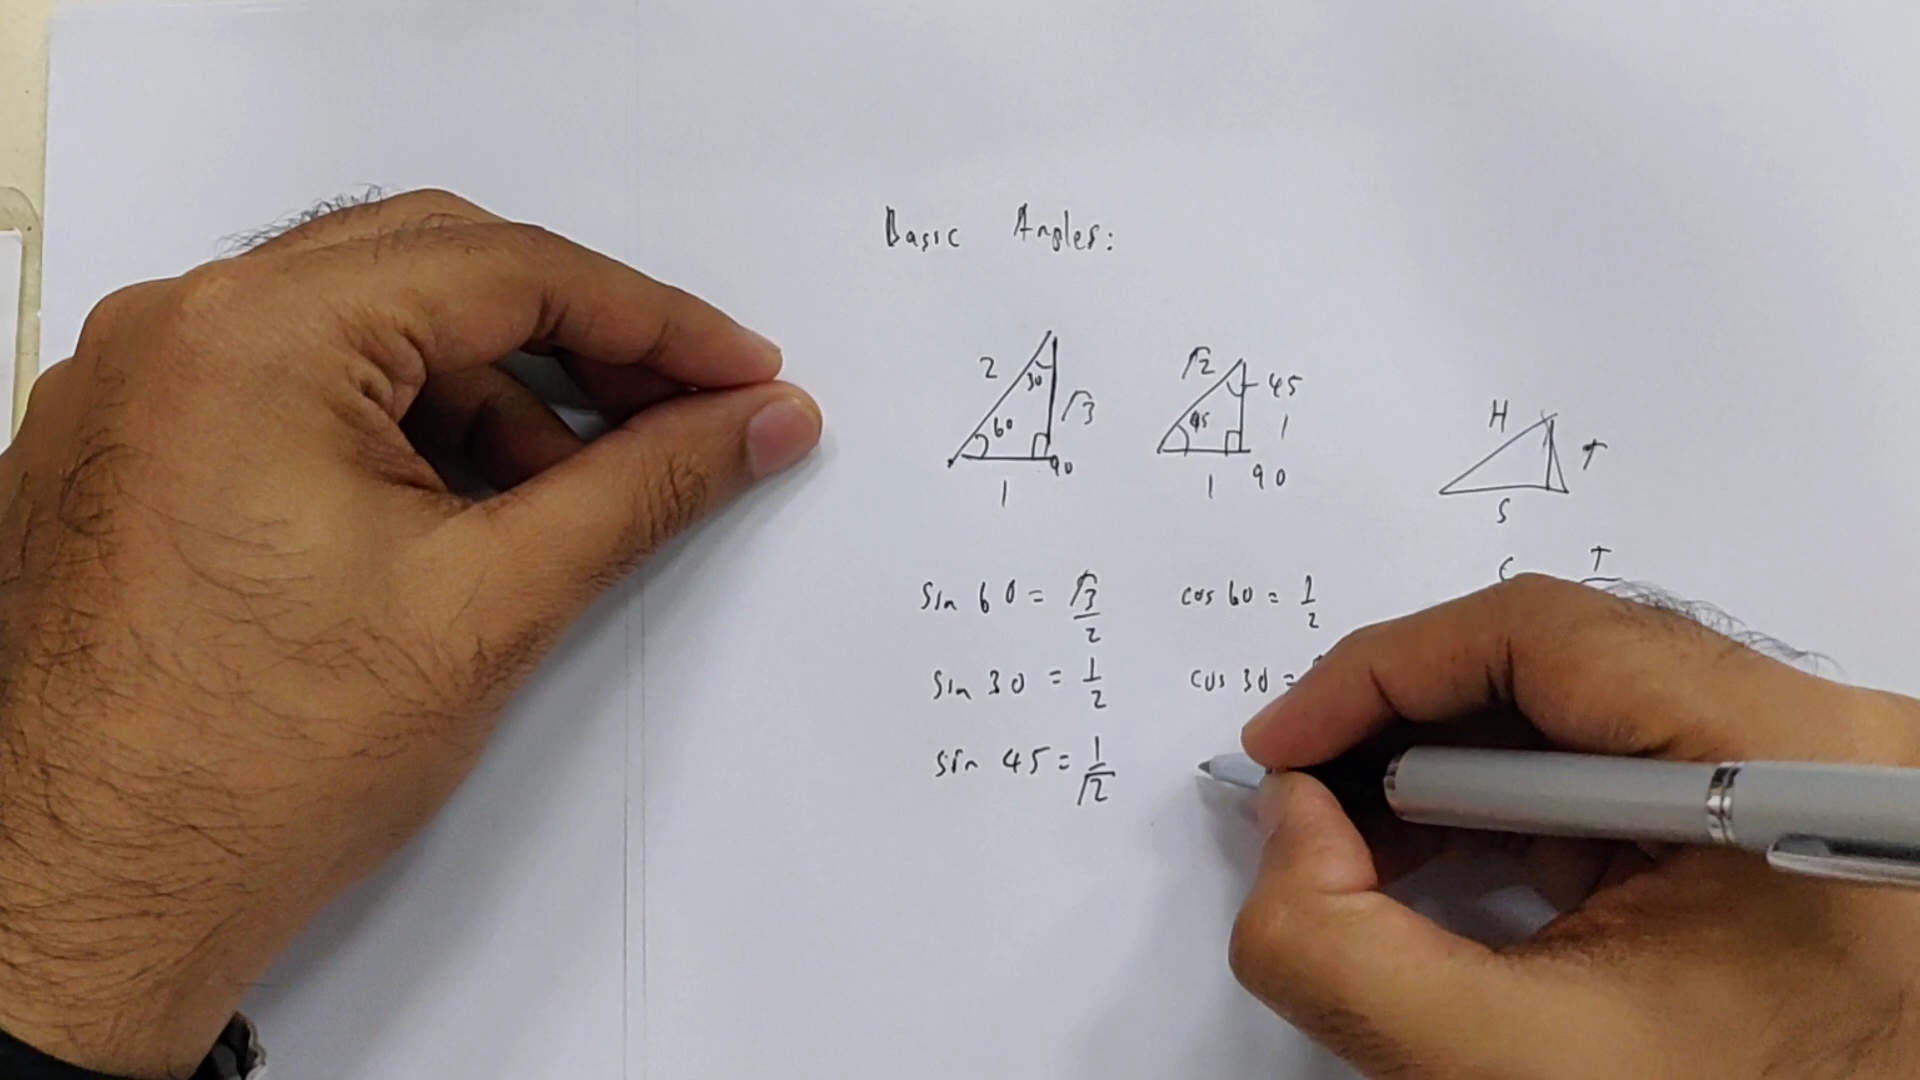 Basic Angles:
2 30 √3 60 90 1
√2 45 45 1 1 90
H T S
T
sin 60 = √3/2 cos 60 = 1/2
sin 30 = 1/2 cos 30 =
sin 45 = 1/√2